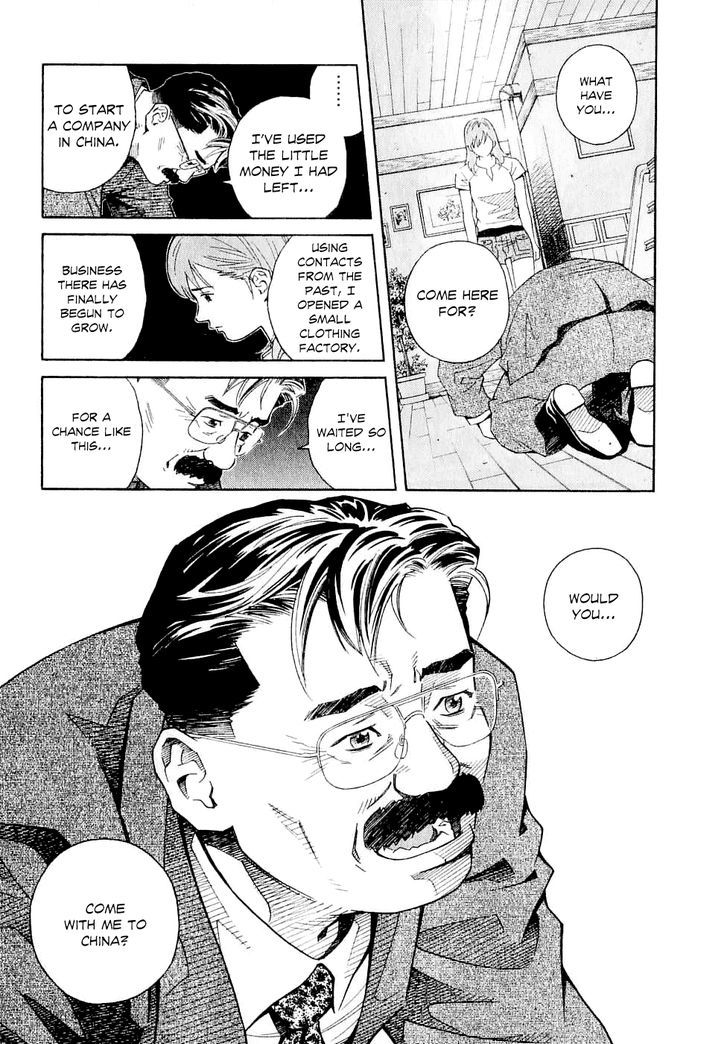 WHAT
HAVE
YOU...
COME HERE
FOR?
......
I'VE USED
THE LITTLE
MONEY I HAD
LEFT...
TO START
A COMPANY
IN CHINA.
USING
CONTACTS
FROM THE
PAST, I
OPENED A
SMALL
CLOTHING
FACTORY.
BUSINESS
THERE HAS
FINALLY
BEGUN TO
GROW.
I'VE
WAITED SO
LONG...
FOR A
CHANCE LIKE
THIS...
WOULD
YOU...
COME
WITH ME TO
CHINA?